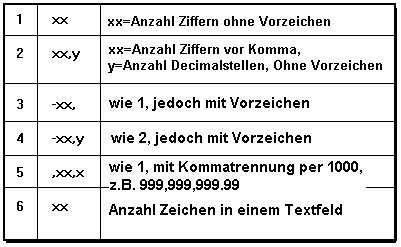 1 xx xx=Anzahl Ziffern ohne Vorzeichen
2 xx,y xx=Anzahl Ziffern vor Komma,
y=Anzahl Decimalstellen, Ohne Vorzeichen
3 -xx, wie 1, jedoch mit Vorzeichen
4 -xx,y wie 2, jedoch mit Vorzeichen
5 ,xx,x wie 1, mit Kommatrennung per 1000,
z.B. 999,999,999.99
6 xx Anzahl Zeichen in einem Textfeld